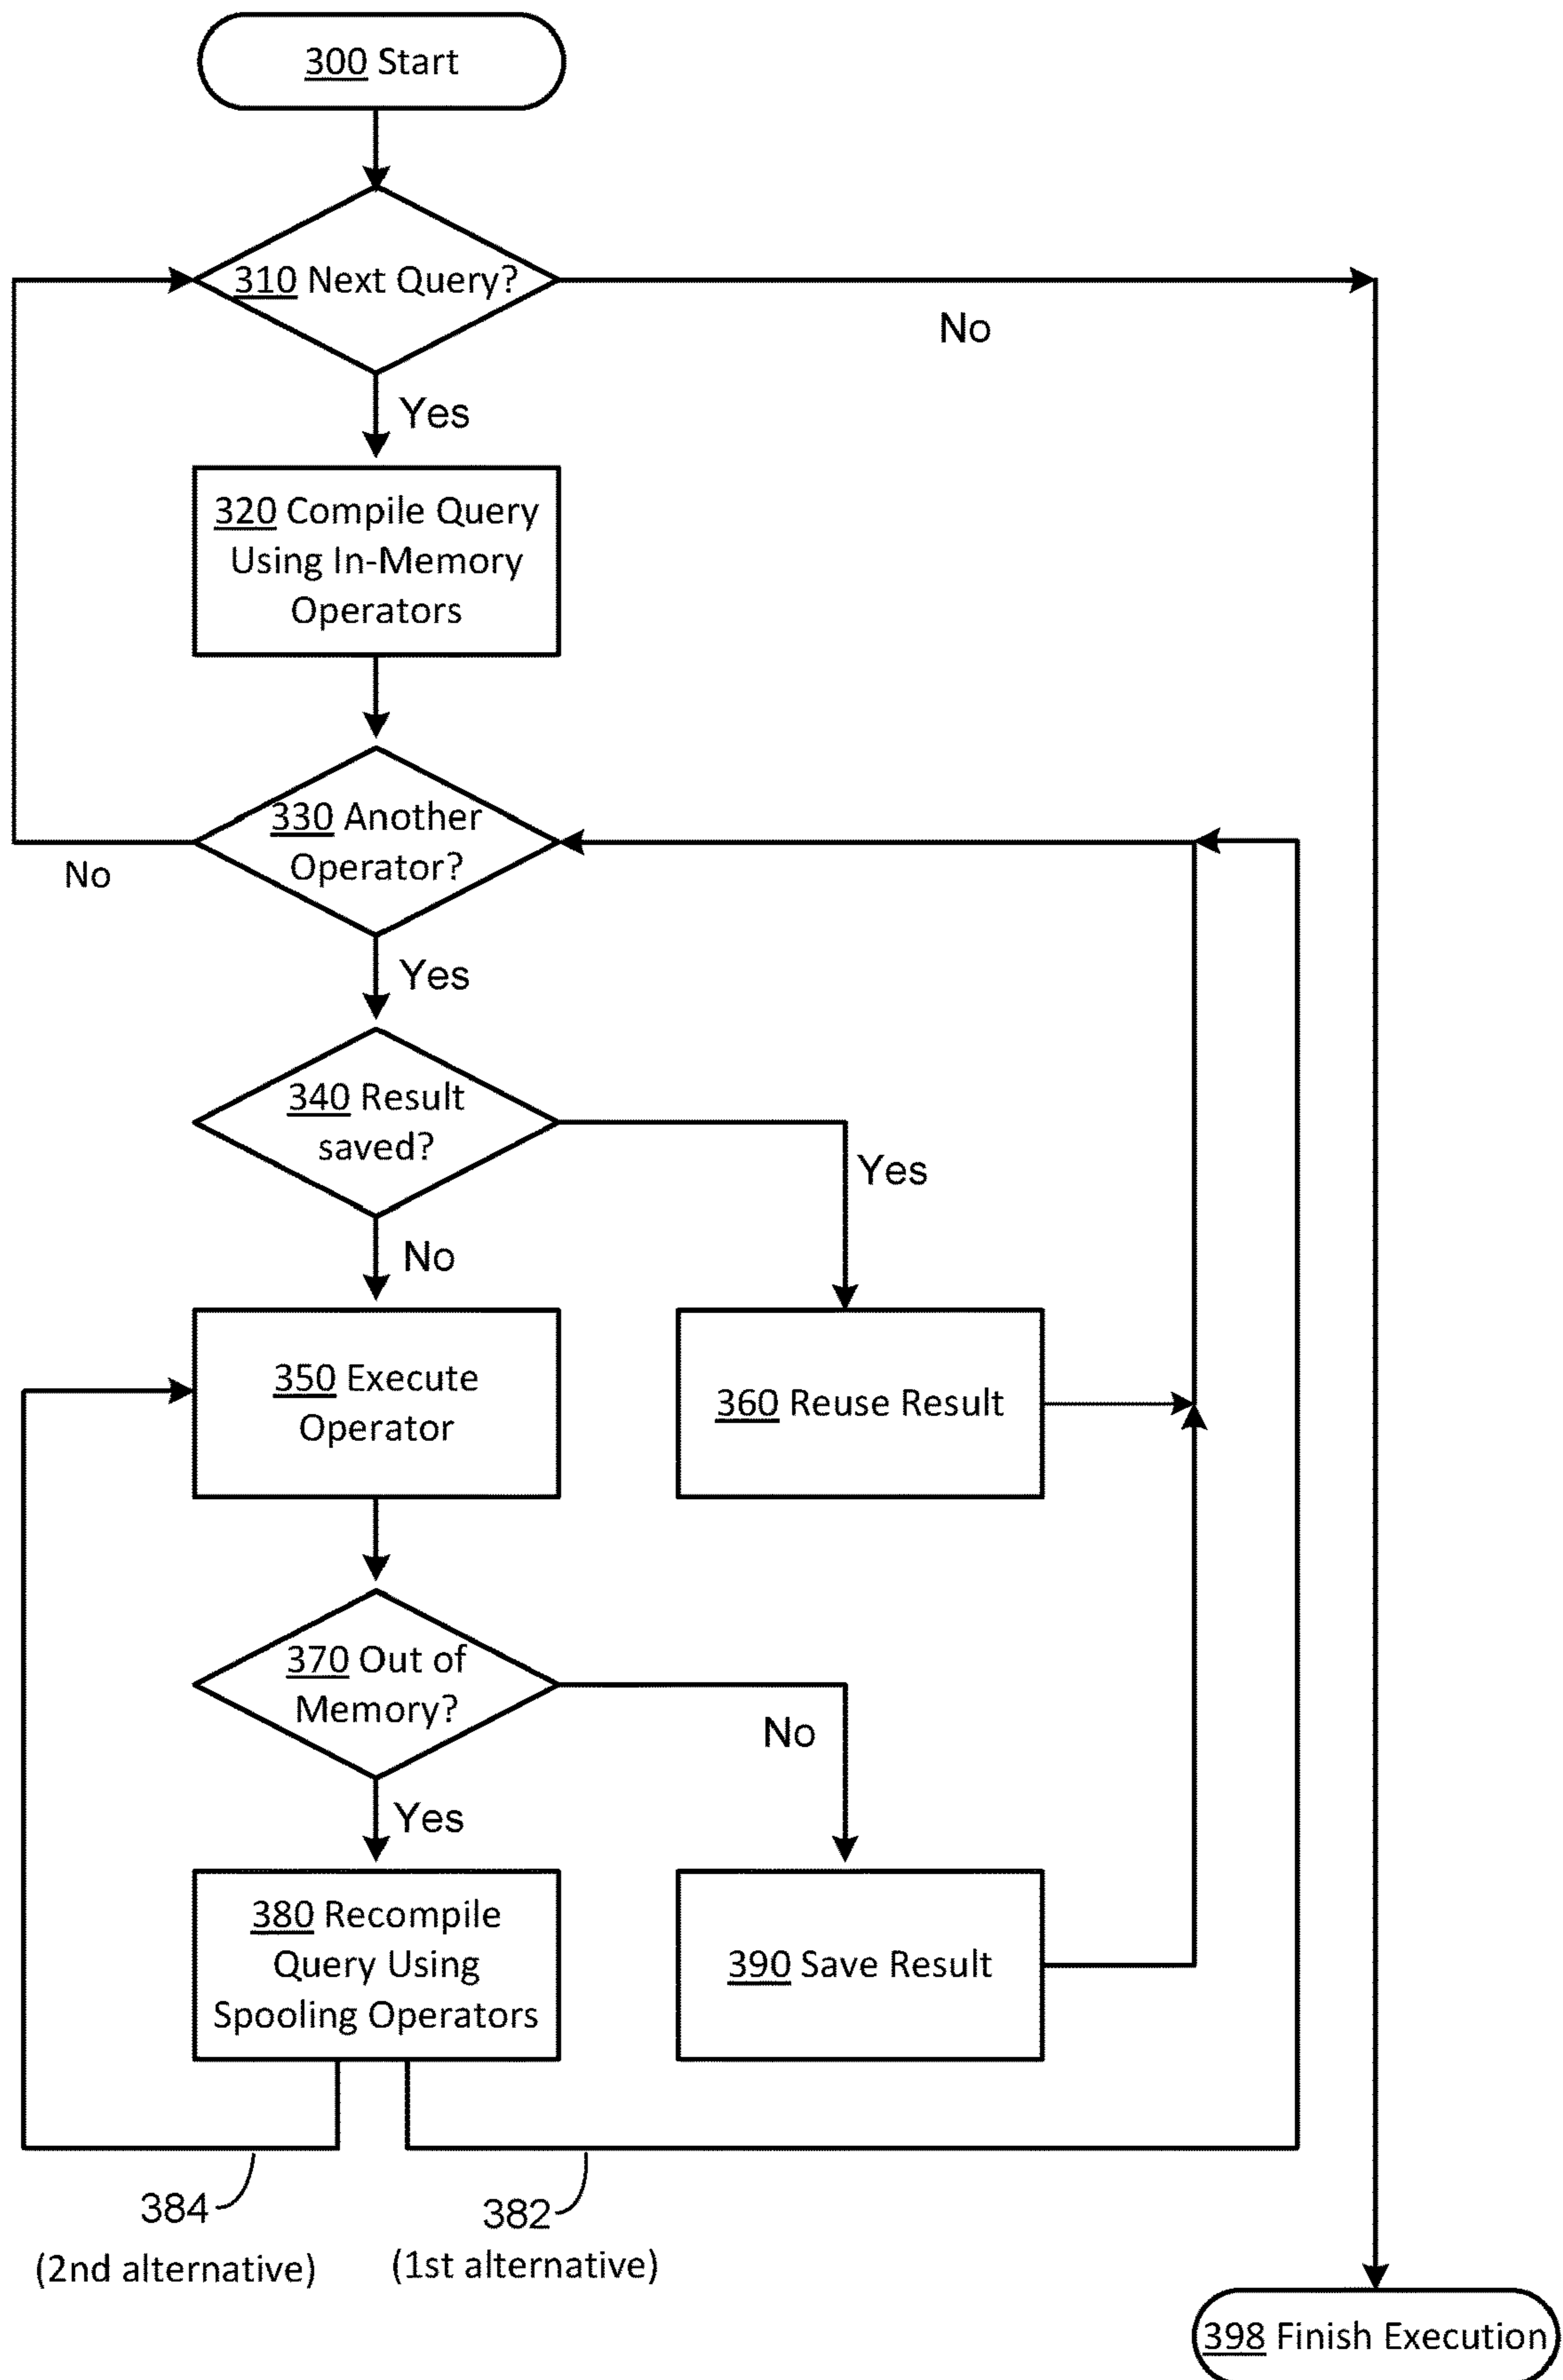 300 Start
310 Next Query?
No
Yes
320 Compile Query
Using In-Memory
Operators
330 Another
Operator?
No
Yes
340 Result
saved?
Yes
No
350 Execute
Operator
360 Reuse Result
370 Out of
Memory?
No
Yes
380 Recompile
Query Using
Spooling Operators
390 Save Result
384
(2nd alternative)
382
(1st alternative)
398 Finish Execution